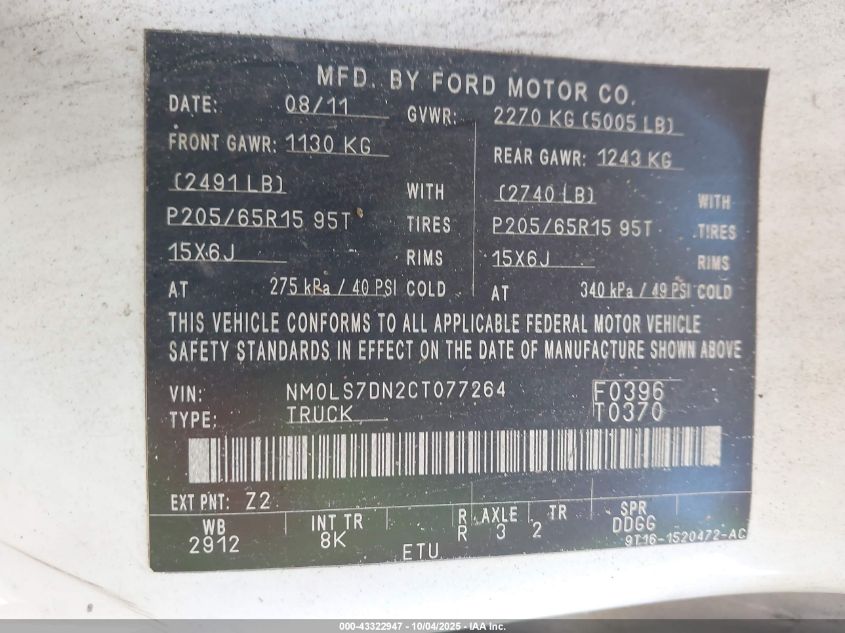 MFD. BY FORD MOTOR CO.
DATE: 08/11 GVWR: 2270 KG (5005 LB)
FRONT GAWR: 1130 KG REAR GAWR: 1243 KG
(2491 LB) WITH (2740 LB) WITH
P205/65R15 95T TIRES P205/65R15 95T TIRES
15X6J RIMS 15X6J RIMS
AT 275 kPa / 40 PSI COLD AT 340 kPa / 49 PSI COLD
THIS VEHICLE CONFORMS TO ALL APPLICABLE FEDERAL MOTOR VEHICLE
SAFETY STANDARDS IN EFFECT ON THE DATE OF MANUFACTURE SHOWN ABOVE
VIN: NM0LS7DN2CT077264 F0396
TYPE: TRUCK T0370
EXT PNT: Z2
WB INT TR R AXLE TR SPR
2912 8K R 3 2 DDGG
ETU 9T16-1520472-AC
000-43322947 - 10/04/2025 - IAA Inc.